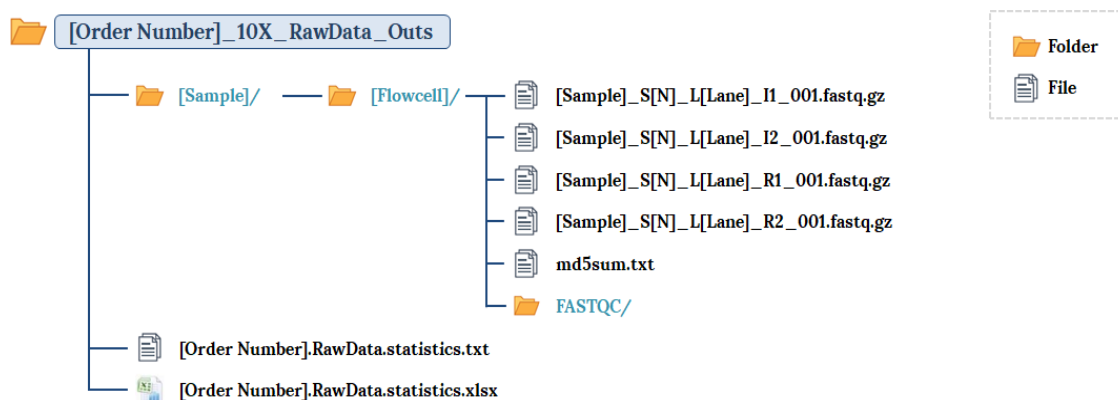 [Order Number]_10X_RawData_Outs
Folder
File
[Sample]/
[Flowcell]/
[Sample]_S[N]_L[Lane]_I1_001.fastq.gz
[Sample]_S[N]_L[Lane]_I2_001.fastq.gz
[Sample]_S[N]_L[Lane]_R1_001.fastq.gz
[Sample]_S[N]_L[Lane]_R2_001.fastq.gz
md5sum.txt
FASTQC/
[Order Number].RawData.statistics.txt
[Order Number].RawData.statistics.xlsx